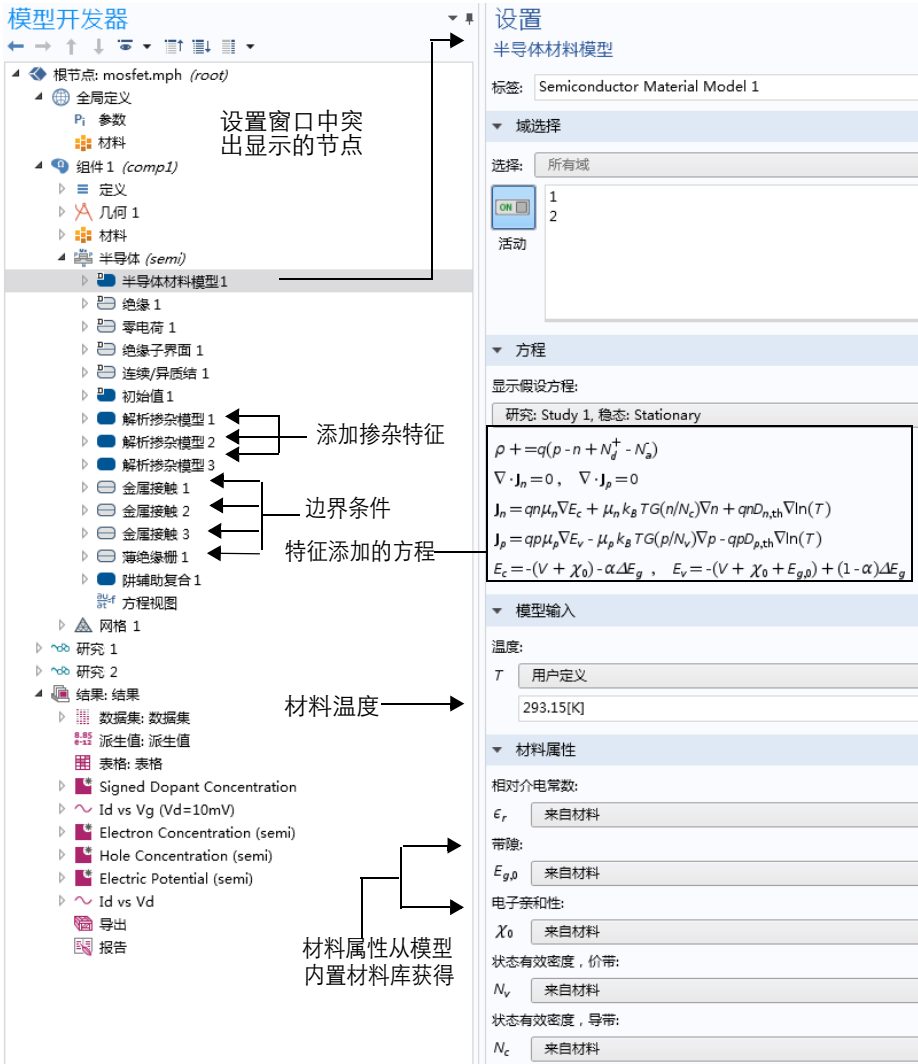 模型开发器
根节点: mosfet.mph (root)
全局定义
Pi 参数
材料
设置窗口中突
出显示的节点
组件 1 (comp1)
定义
几何 1
材料
半导体 (semi)
半导体材料模型 1
绝缘 1
零电荷 1
绝缘子界面 1
连续/异质结 1
初始值 1
解析掺杂模型 1
解析掺杂模型 2
解析掺杂模型 3
添加掺杂特征
金属接触 1
金属接触 2
金属接触 3
薄绝缘栅 1
边界条件
特征添加的方程
阱辅助复合 1
方程视图
网格 1
研究 1
研究 2
结果: 结果
数据集: 数据集
8.85
e-12 派生值: 派生值
表格: 表格
材料温度
Signed Dopant Concentration
Id vs Vg (Vd=10mV)
Electron Concentration (semi)
Hole Concentration (semi)
Electric Potential (semi)
Id vs Vd
导出
报告
材料属性从模型
内置材料库获得
设置
半导体材料模型
标签: Semiconductor Material Model 1
域选择
选择: 所有域
ON
活动
1
2
方程
显示假设方程:
研究: Study 1, 稳态: Stationary
ρ +=q(p - n + N_d^+ - N_a^-)
∇·J_n=0 , ∇·J_p=0
J_n = qnμ_n∇E_c + μ_n k_B TG(n/N_c)∇n + qnD_n,th∇ln(T)
J_p = qpμ_p∇E_v - μ_p k_B TG(p/N_v)∇p - qpD_p,th∇ln(T)
E_c=-(V + χ_0) - αΔE_g , E_v=-(V + χ_0 + E_g,0) + (1-α)ΔE_g
模型输入
温度:
T 用户定义
293.15[K]
材料属性
相对介电常数:
ϵ_r 来自材料
带隙:
E_g,0 来自材料
电子亲和性:
χ_0 来自材料
状态有效密度，价带:
N_v 来自材料
状态有效密度，导带:
N_c 来自材料